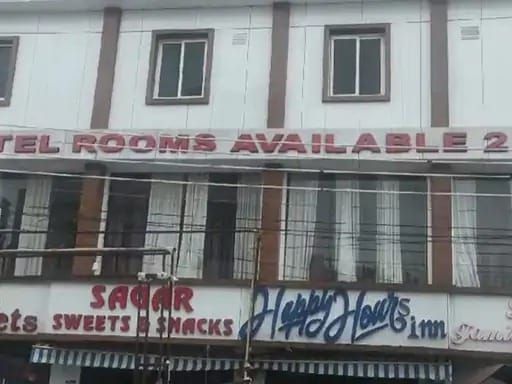 TEL ROOMS AVAILABLE 2
ets
SAGAR
SWEETS & SNACKS
Happy Hours inn